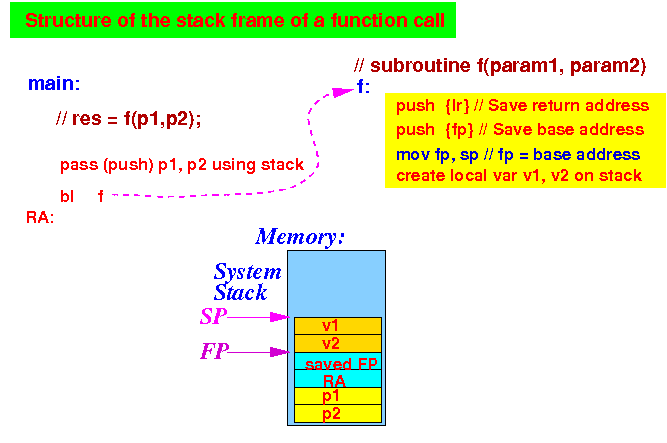 Structure of the stack frame of a function call
main:
// res = f(p1,p2);
pass (push) p1, p2 using stack
bl f
RA:
// subroutine f(param1, param2)
f:
push {lr} // Save return address
push {fp} // Save base address
mov fp, sp // fp = base address
create local var v1, v2 on stack
Memory:
System
Stack
SP
FP
v1
v2
saved FP
RA
p1
p2